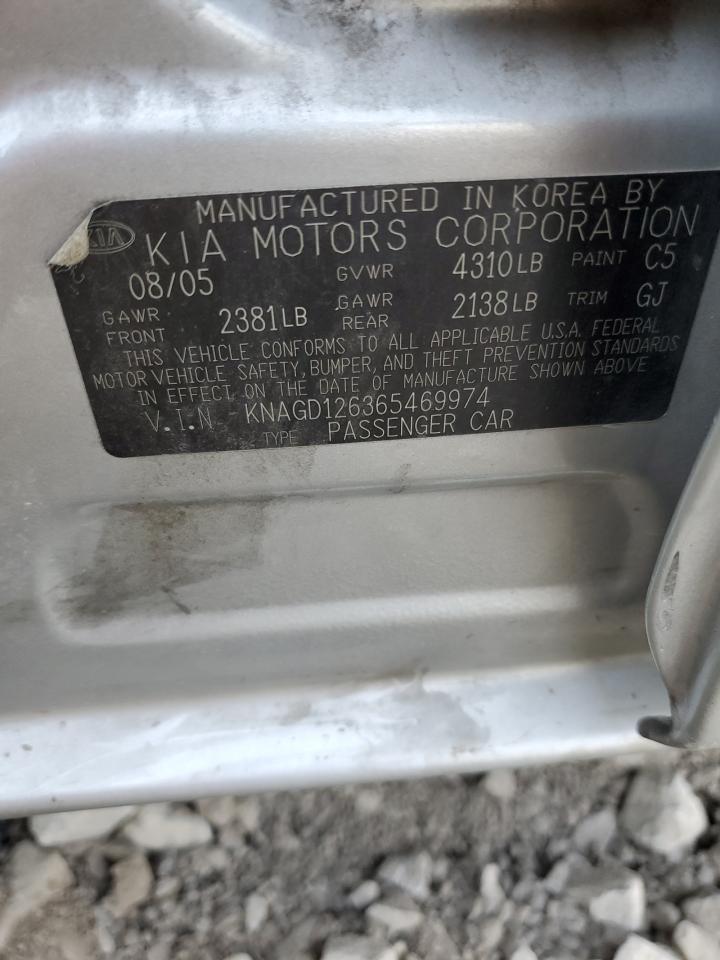 MANUFACTURED IN KOREA BY
KIA KIA MOTORS CORPORATION
08/05 GVWR 4310LB PAINT C5
GAWR FRONT 2381LB GAWR REAR 2138LB TRIM GJ
THIS VEHICLE CONFORMS TO ALL APPLICABLE U.S.A. FEDERAL
MOTOR VEHICLE SAFETY, BUMPER, AND THEFT PREVENTION STANDARDS
IN EFFECT ON THE DATE OF MANUFACTURE SHOWN ABOVE
V.I.N KNAGD126365469974
TYPE PASSENGER CAR